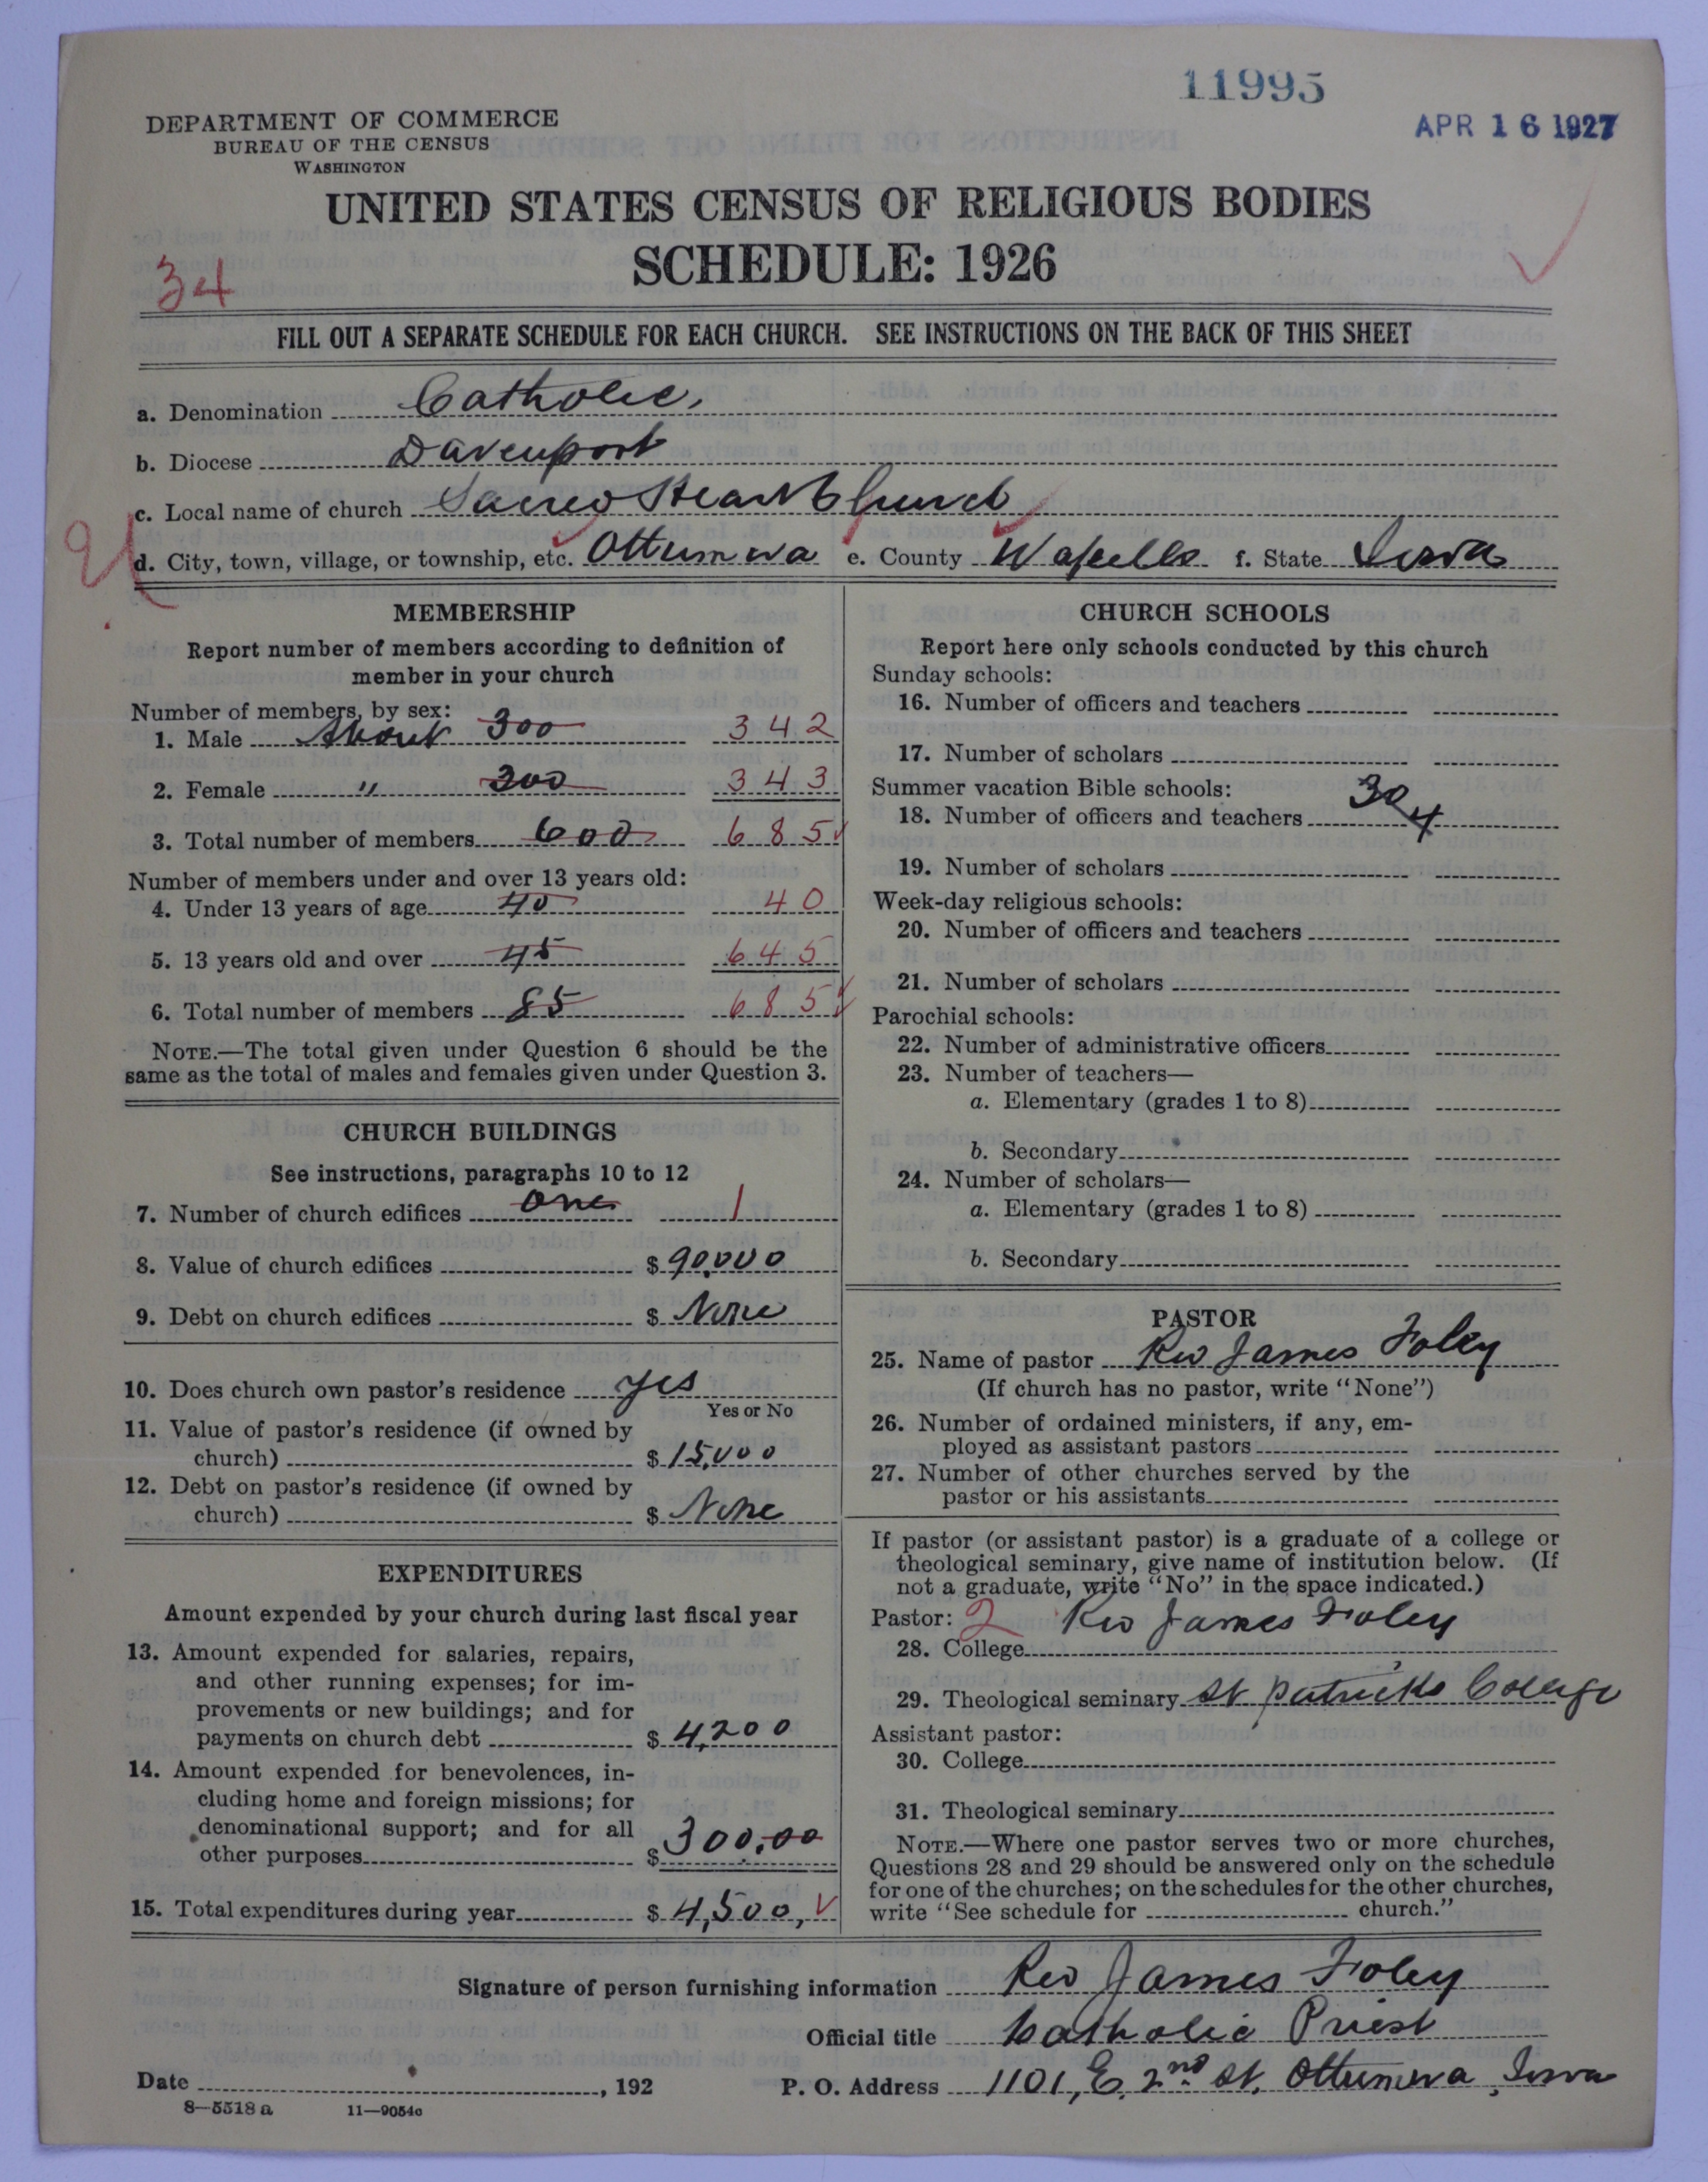 11995
APR 16 1927
DEPARTMENT OF COMMERCE
BUREAU OF THE CENSUS
WASHINGTON
UNITED STATES CENSUS OF RELIGIOUS BODIES
SCHEDULE: 1926
34
FILL OUT A SEPARATE SCHEDULE FOR EACH CHURCH. SEE INSTRUCTIONS ON THE BACK OF THIS SHEET
a. Denomination Catholic,
b. Diocese Davenport
c. Local name of church Sacred Heart Church
d. City, town, village, or township, etc. Ottumwa e. County Wapello f. State Iowa
MEMBERSHIP
Report number of members according to definition of
member in your church
Number of members, by sex:
1. Male About 300 342
2. Female " 300 343
3. Total number of members 600 685
Number of members under and over 13 years old:
4. Under 13 years of age 40 40
5. 13 years old and over 45 645
6. Total number of members 85 685
NOTE.—The total given under Question 6 should be the
same as the total of males and females given under Question 3.
CHURCH BUILDINGS
See instructions, paragraphs 10 to 12
7. Number of church edifices one 1
8. Value of church edifices $ 90,000
9. Debt on church edifices $ None
10. Does church own pastor's residence yes
Yes or No
11. Value of pastor's residence (if owned by
church) $ 15,000
12. Debt on pastor's residence (if owned by
church) $ None
EXPENDITURES
Amount expended by your church during last fiscal year
13. Amount expended for salaries, repairs,
and other running expenses; for im-
provements or new buildings; and for
payments on church debt $ 4,200
14. Amount expended for benevolences, in-
cluding home and foreign missions; for
denominational support; and for all
other purposes $ 300.00
15. Total expenditures during year $ 4,500,
CHURCH SCHOOLS
Report here only schools conducted by this church
Sunday schools:
16. Number of officers and teachers
17. Number of scholars
Summer vacation Bible schools:
18. Number of officers and teachers 304
19. Number of scholars
Week-day religious schools:
20. Number of officers and teachers
21. Number of scholars
Parochial schools:
22. Number of administrative officers
23. Number of teachers—
a. Elementary (grades 1 to 8)
b. Secondary
24. Number of scholars—
a. Elementary (grades 1 to 8)
b. Secondary
PASTOR
25. Name of pastor Rev James Foley
(If church has no pastor, write "None")
26. Number of ordained ministers, if any, em-
ployed as assistant pastors
27. Number of other churches served by the
pastor or his assistants
If pastor (or assistant pastor) is a graduate of a college or
theological seminary, give name of institution below. (If
not a graduate, write "No" in the space indicated.)
Pastor: 2 Rev James Foley
28. College
29. Theological seminary St Patricks College
Assistant pastor:
30. College
31. Theological seminary
NOTE.—Where one pastor serves two or more churches,
Questions 28 and 29 should be answered only on the schedule
for one of the churches; on the schedules for the other churches,
write "See schedule for church."
Signature of person furnishing information Rev James Foley
Official title Catholic Priest
Date , 192 P. O. Address 1101, E. 2nd St. Ottumwa, Iowa
8—5518 a 11—9054c